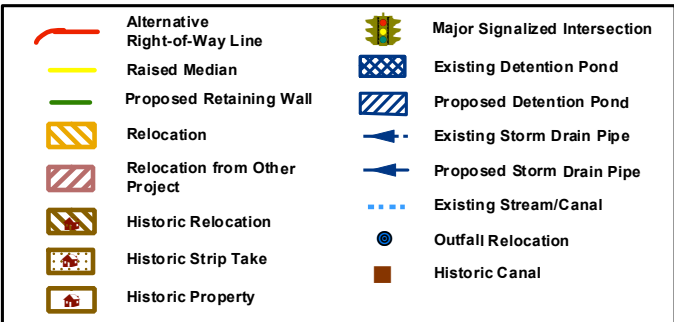 Alternative
Right-of-Way Line
Raised Median
Proposed Retaining Wall
Relocation
Relocation from Other
Project
Historic Relocation
Historic Strip Take
Historic Property
Major Signalized Intersection
Existing Detention Pond
Proposed Detention Pond
Existing Storm Drain Pipe
Proposed Storm Drain Pipe
Existing Stream/Canal
Outfall Relocation
Historic Canal